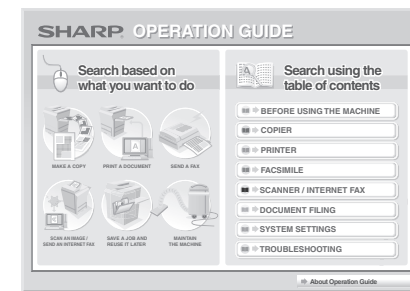 SHARP OPERATION GUIDE
Search based on
what you want to do
MAKE A COPY
PRINT A DOCUMENT
SEND A FAX
SCAN AN IMAGE /
SEND AN INTERNET FAX
SAVE A JOB AND
REUSE IT LATER
MAINTAIN
THE MACHINE
Search using the
table of contents
BEFORE USING THE MACHINE
COPIER
PRINTER
FACSIMILE
SCANNER / INTERNET FAX
DOCUMENT FILING
SYSTEM SETTINGS
TROUBLESHOOTING
About Operation Guide